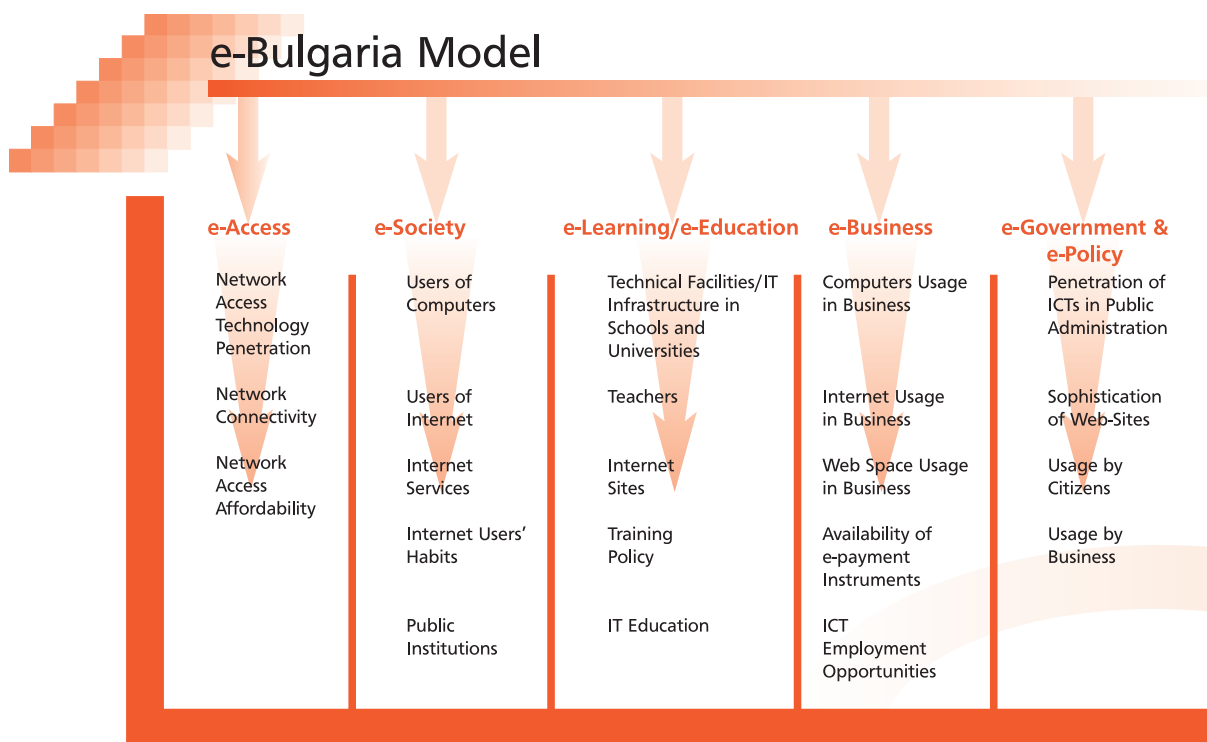 e-Bulgaria Model
e-Access
Network
Access
Technology
Penetration
Network
Connectivity
Network
Access
Affordability
e-Society
Users of
Computers
Users of
Internet
Internet
Services
Internet Users’
Habits
Public
Institutions
e-Learning/e-Education
Technical Facilities/IT
Infrastructure in
Schools and
Universities
Teachers
Internet
Sites
Training
Policy
IT Education
e-Business
Computers Usage
in Business
Internet Usage
in Business
Web Space Usage
in Business
Availability of
e-payment
Instruments
ICT
Employment
Opportunities
e-Government &
e-Policy
Penetration of
ICTs in Public
Administration
Sophistication
of Web-Sites
Usage by
Citizens
Usage by
Business